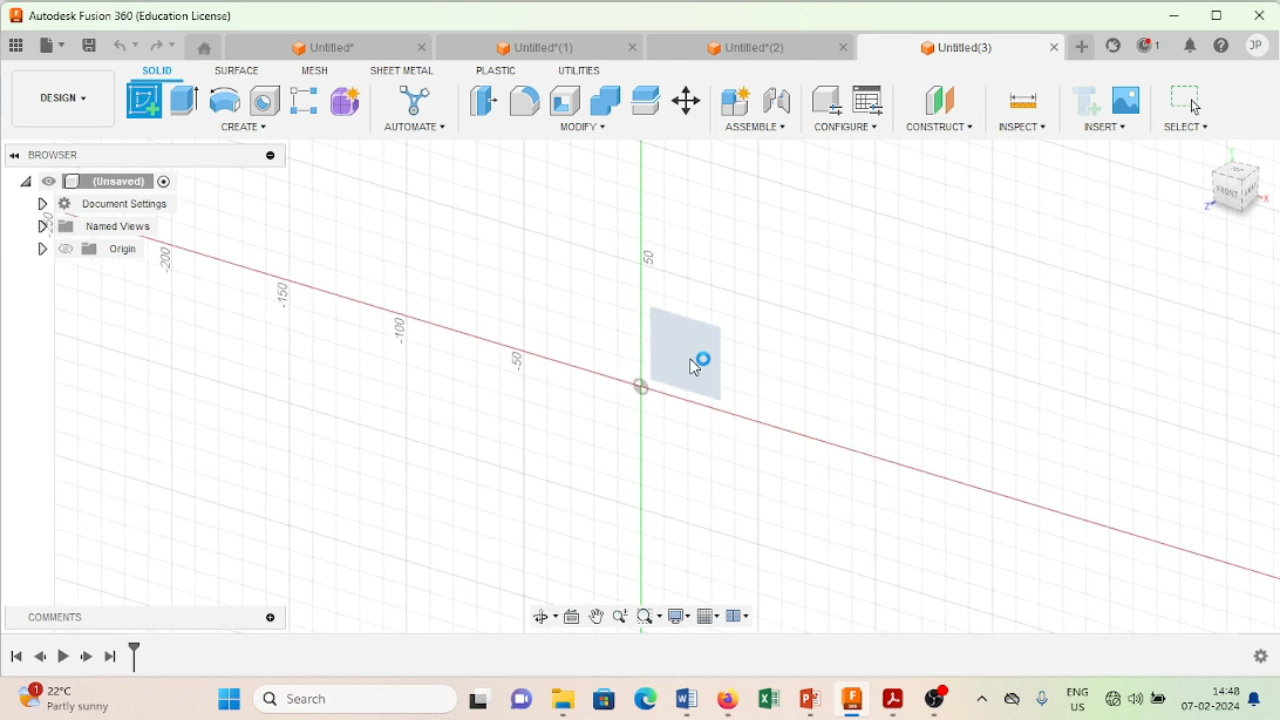 Autodesk Fusion 360 (Education License)
Untitled*
Untitled*(1)
Untitled*(2)
Untitled(3)
1
JP
DESIGN
SOLID
SURFACE
MESH
SHEET METAL
PLASTIC
UTILITIES
CREATE
AUTOMATE
MODIFY
ASSEMBLE
CONFIGURE
CONSTRUCT
INSPECT
INSERT
SELECT
BROWSER
(Unsaved)
Document Settings
Named Views
Origin
-200
-150
-100
-50
50
Y
FRONT
Z
X
COMMENTS
1
22°C
Partly sunny
Search
ENG
US
14:48
07-02-2024